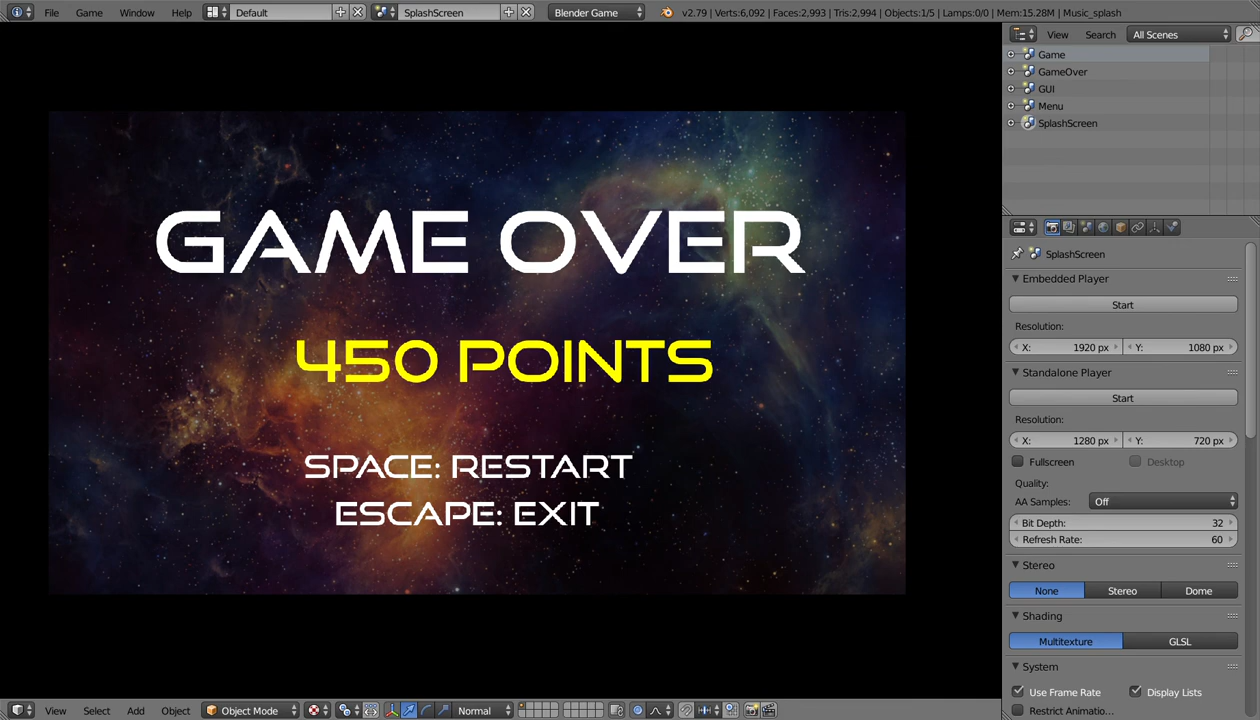 File Game Window Help Default SplashScreen Blender Game v2.79 | Verts:6,092 | Faces:2,993 | Tris:2,994 | Objects:1/5 | Lamps:0/0 | Mem:15.28M | Music_splash
View Search All Scenes
Game
GameOver
GUI
Menu
SplashScreen
GAME OVER
450 POINTS
SPACE: RESTART
ESCAPE: EXIT
SplashScreen
Embedded Player
Start
Resolution:
X: 1920 px Y: 1080 px
Standalone Player
Start
Resolution:
X: 1280 px Y: 720 px
Fullscreen Desktop
Quality:
AA Samples: Off
Bit Depth: 32
Refresh Rate: 60
Stereo
None Stereo Dome
Shading
Multitexture GLSL
System
Use Frame Rate Display Lists
Restrict Animatio...
View Select Add Object Object Mode Normal